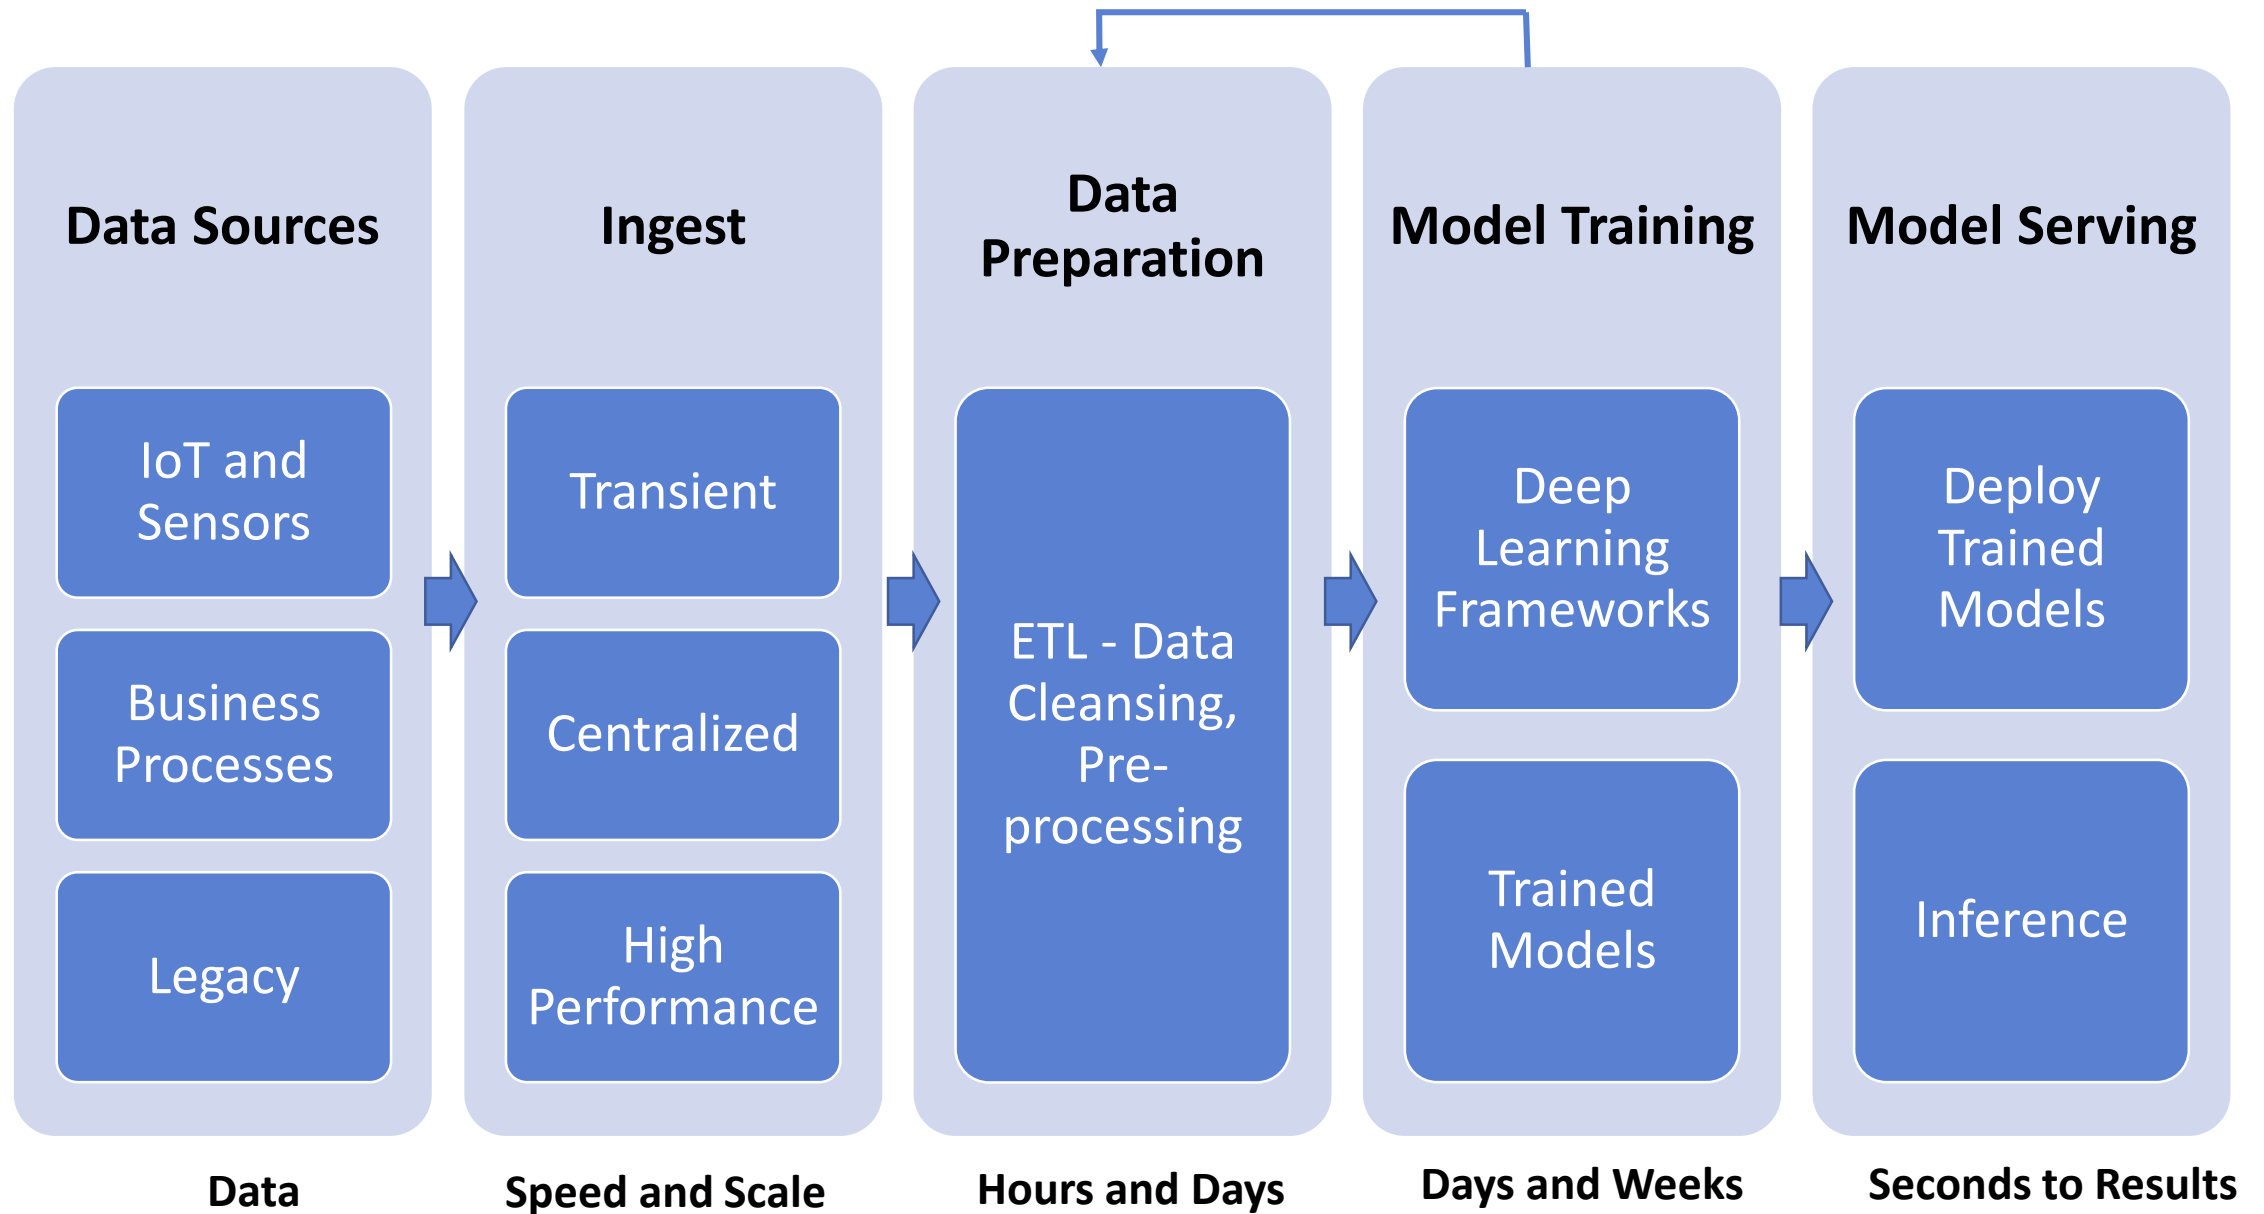 Data Sources
IoT and
Sensors
Business
Processes
Legacy
Data
Ingest
Transient
Centralized
High
Performance
Speed and Scale
Data
Preparation
ETL - Data
Cleansing,
Pre-
processing
Hours and Days
Model Training
Deep
Learning
Frameworks
Trained
Models
Days and Weeks
Model Serving
Deploy
Trained
Models
Inference
Seconds to Results